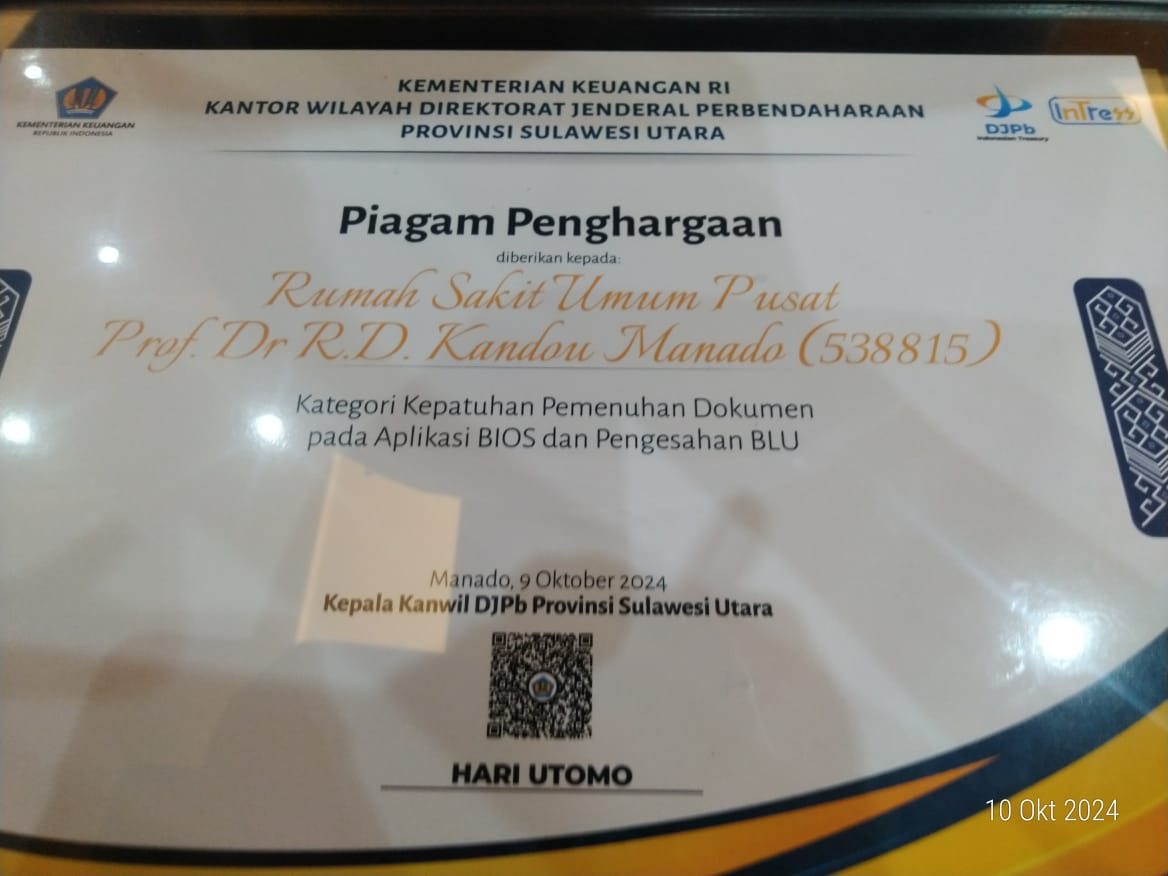 KEMENTERIAN KEUANGAN
REPUBLIK INDONESIA
KEMENTERIAN KEUANGAN RI
KANTOR WILAYAH DIREKTORAT JENDERAL PERBENDAHARAAN
PROVINSI SULAWESI UTARA
DJPb
Indonesian Treasury
InTress
Piagam Penghargaan
diberikan kepada:
Rumah Sakit Umum Pusat
Prof. Dr R.D. Kandou Manado (538815)
Kategori Kepatuhan Pemenuhan Dokumen
pada Aplikasi BIOS dan Pengesahan BLU
Manado, 9 Oktober 2024
Kepala Kanwil DJPb Provinsi Sulawesi Utara
HARI UTOMO
10 Okt 2024